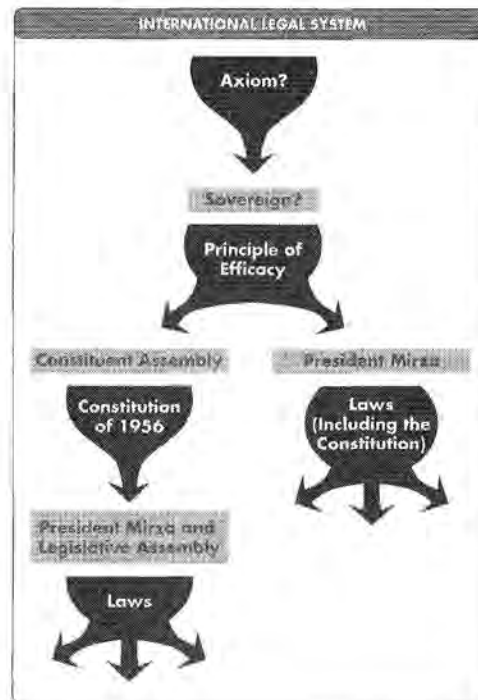 INTERNATIONAL LEGAL SYSTEM
Axiom?
Sovereign?
Principle of
Efficacy
Constituent Assembly
President Mirza
Constitution
of 1956
Laws
(Including the
Constitution)
President Mirza and
Legislative Assembly
Laws